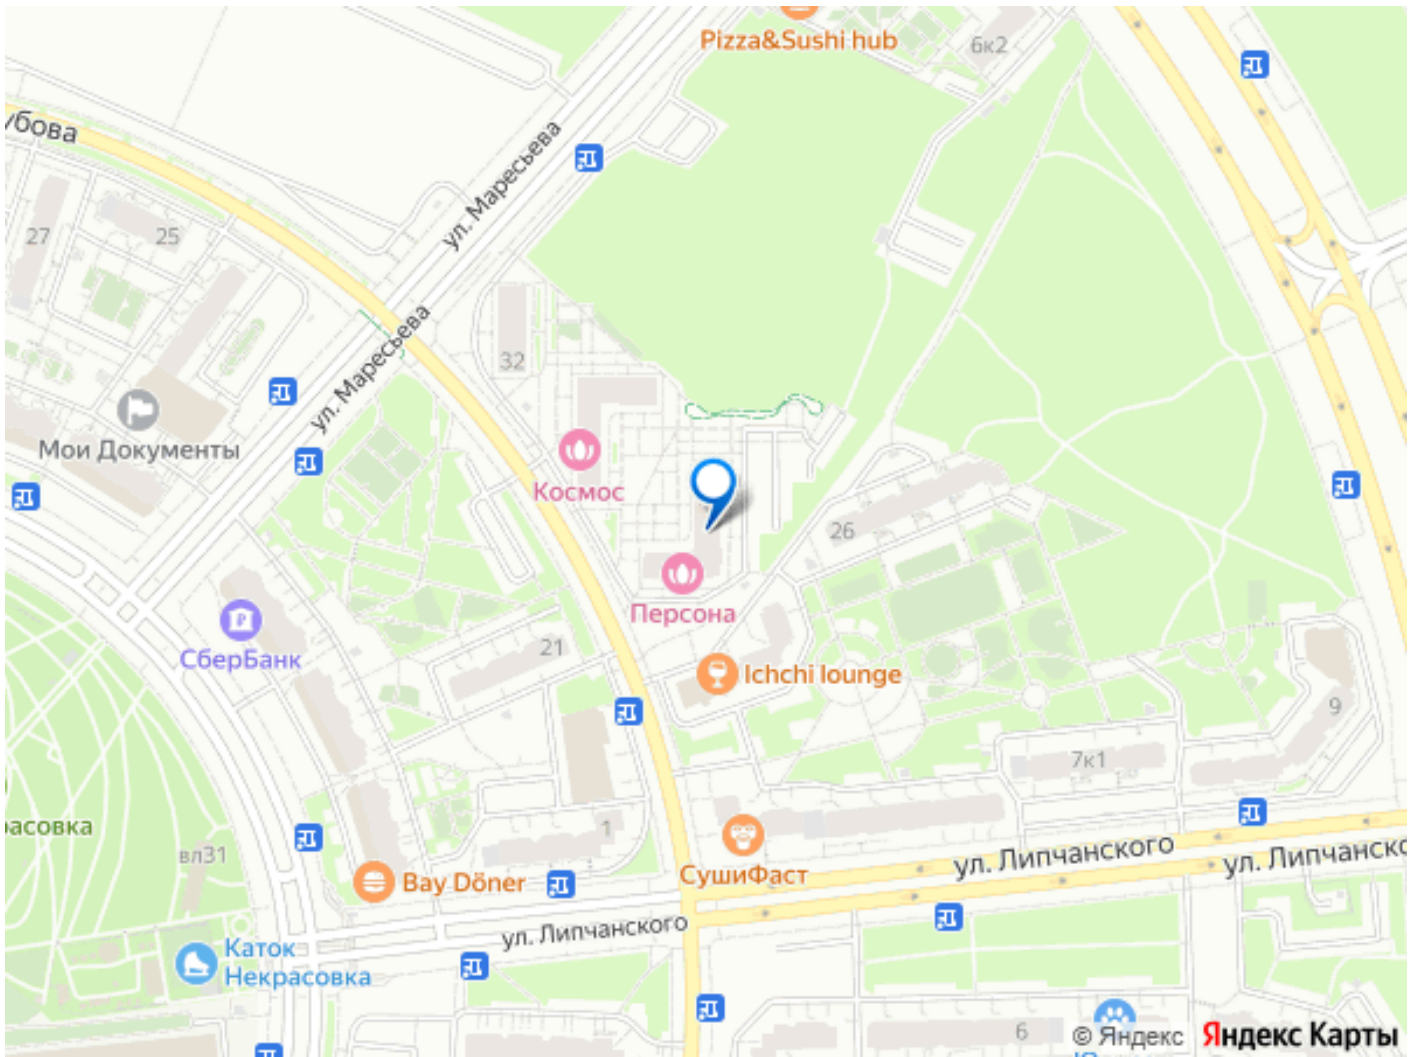 Pizza&Sushi hub
6к2
убова
ул. Маресьева
27
25
ул. Маресьева
32
Мои Документы
Космос
26
Персона
СберБанк
21
Ichchi lounge
9
7к1
расовка
вл31
1
СушиФаст
ул. Липчанского
ул. Липчанско
Bay Döner
ул. Липчанского
Каток
Некрасовка
6
© Яндекс
Яндекс Карты